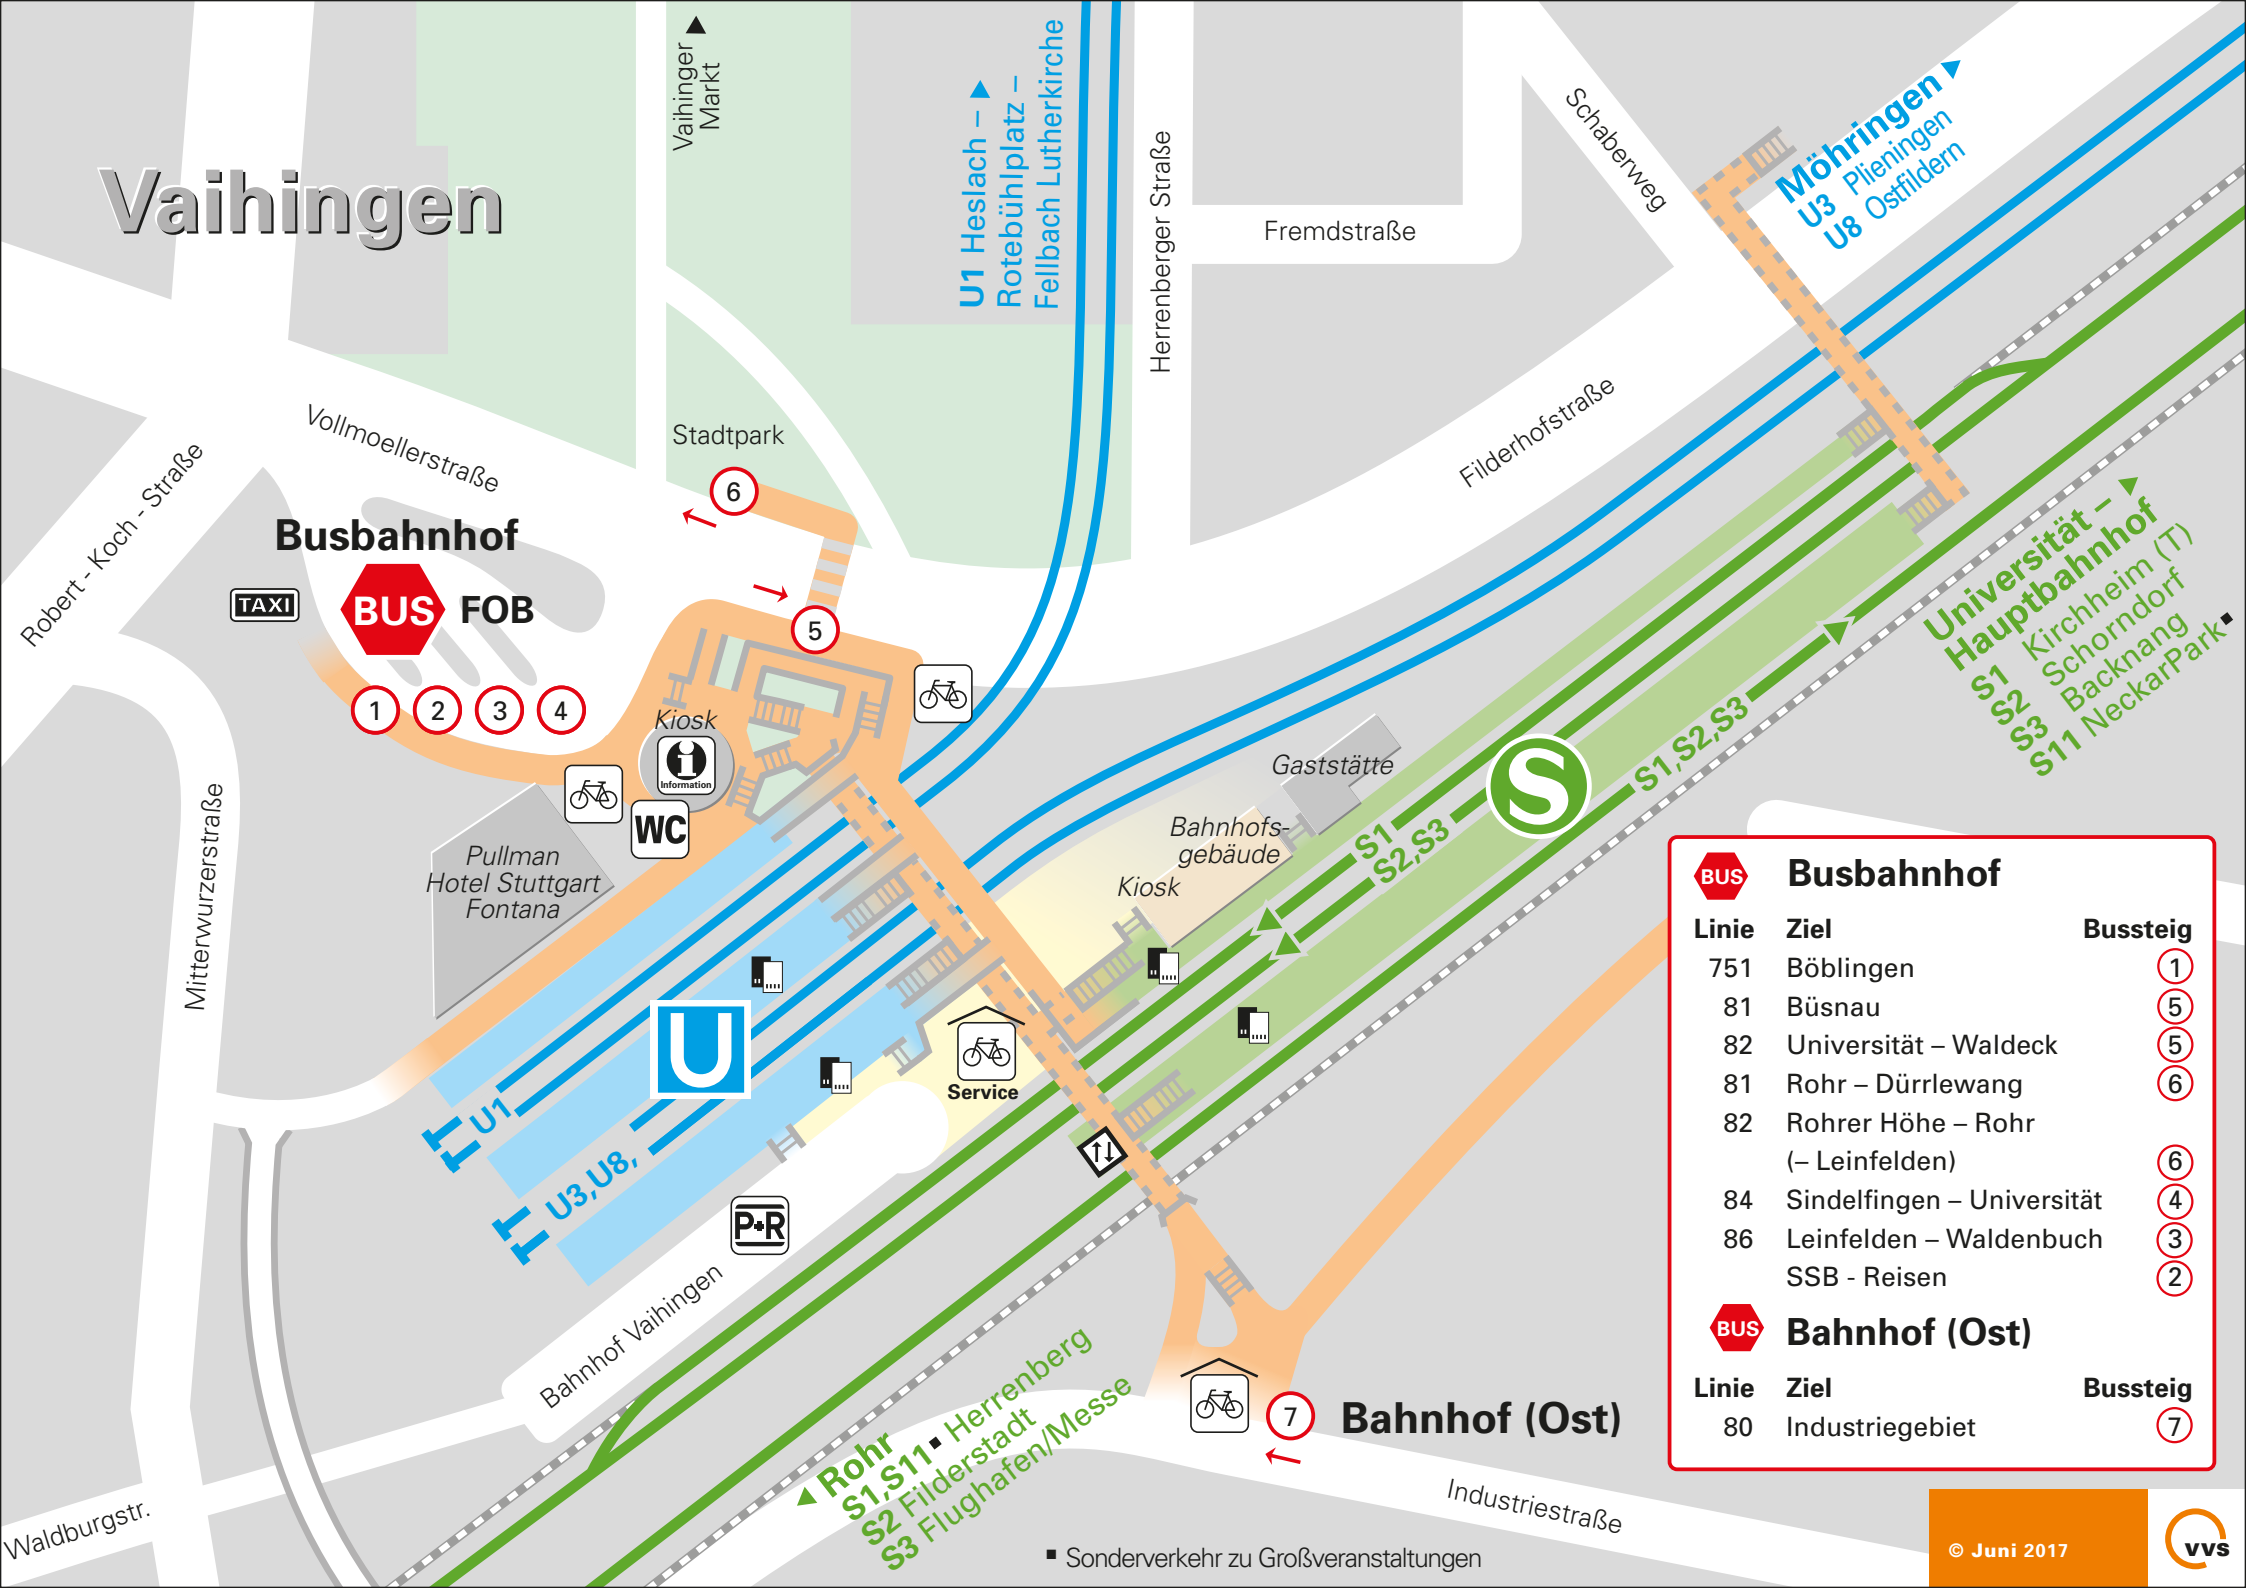 Vaihingen
Vaihinger
Markt
U1 Heslach –
Rotebühlplatz –
Fellbach Lutherkirche
Herrenberger Straße
Fremdstraße
Schaberweg
Möhringen
U3 Plieningen
U8 Ostfildern
Filderhofstraße
Stadtpark
Vollmoellerstraße
Robert - Koch - Straße
6
5
Busbahnhof
TAXI
BUS
FOB
1
2
3
4
Kiosk
i
Information
WC
Pullman
Hotel Stuttgart
Fontana
Mitterwurzerstraße
Gaststätte
Bahnhofs-
gebäude
Kiosk
S1
S2,S3
S
S1,S2,S3
Universität –
Hauptbahnhof
S1 Kirchheim (T)
S2 Schorndorf
S3 Backnang
S11 NeckarPark▪
U
U1
U3,U8,
Service
P+R
Bahnhof Vaihingen
Waldburgstr.
Rohr
S1,S11▪ Herrenberg
S2 Filderstadt
S3 Flughafen/Messe
7
Bahnhof (Ost)
Industriestraße
▪ Sonderverkehr zu Großveranstaltungen
BUS Busbahnhof
Linie Ziel Bussteig
751 Böblingen 1
81 Büsnau 5
82 Universität – Waldeck 5
81 Rohr – Dürrlewang 6
82 Rohrer Höhe – Rohr
(– Leinfelden) 6
84 Sindelfingen – Universität 4
86 Leinfelden – Waldenbuch 3
SSB - Reisen 2
BUS Bahnhof (Ost)
Linie Ziel Bussteig
80 Industriegebiet 7
© Juni 2017
vvs